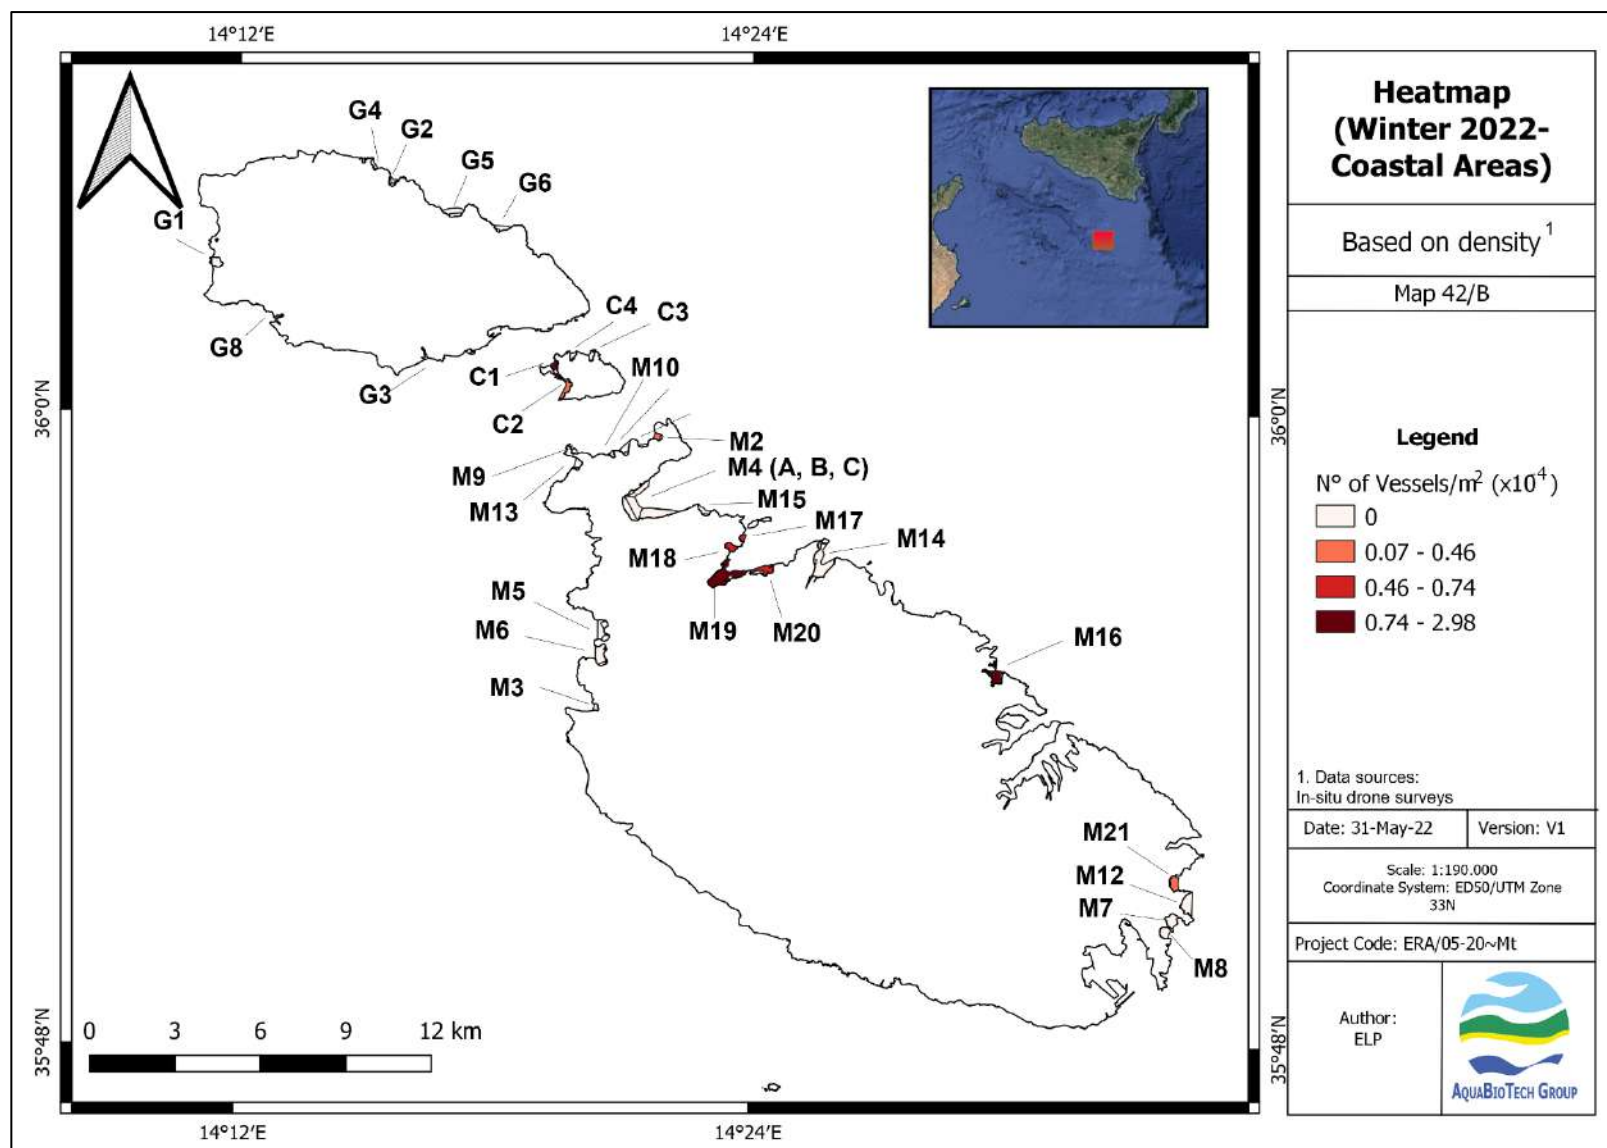 14°12′E
14°24′E
G4
G2
G5
G6
G1
G8
G3
C4
C3
C1
M10
C2
M2
M9
M4 (A, B, C)
M13
M15
M17
M18
M14
M5
M6
M19
M20
M16
M3
M21
M12
M7
M8
36°0′N
36°0′N
35°48′N
35°48′N
0 3 6 9 12 km
14°12′E
14°24′E
Heatmap
(Winter 2022-
Coastal Areas)
Based on density 1
Map 42/B
Legend
N° of Vessels/m² (x10⁻⁴)
0
0.07 - 0.46
0.46 - 0.74
0.74 - 2.98
1. Data sources:
In-situ drone surveys
Date: 31-May-22
Version: V1
Scale: 1:190.000
Coordinate System: ED50/UTM Zone
33N
Project Code: ERA/05-20~Mt
Author:
ELP
AQUABIOTECH GROUP